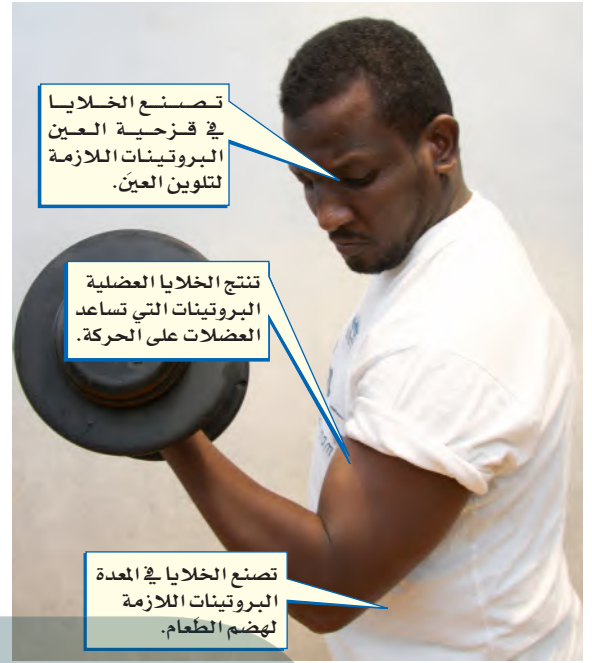 تصنع الخلايا
في قزحية العين
البروتينات اللازمة
لتلوين العين.
تنتج الخلايا العضلية
البروتينات التي تساعد
العضلات على الحركة.
تصنع الخلايا في المعدة
البروتينات اللازمة
لهضم الطعام.